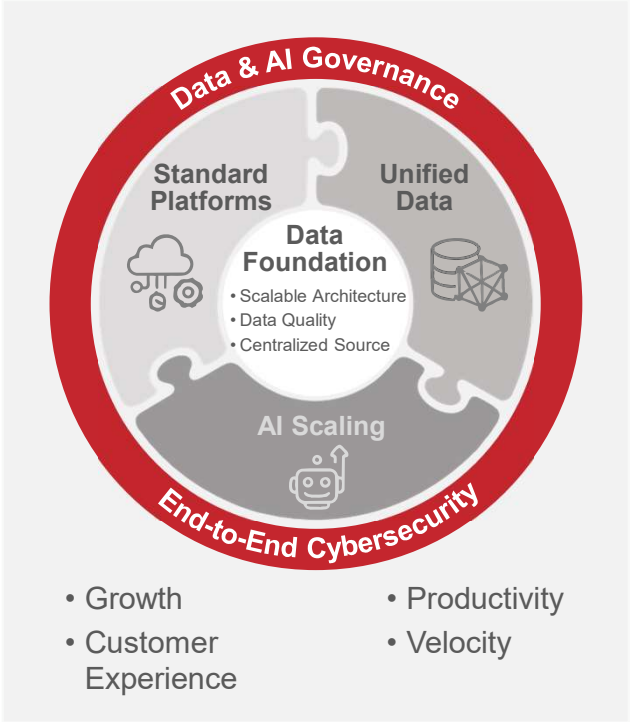 Data & AI Governance
Standard
Platforms
Unified
Data
Data
Foundation
• Scalable Architecture
• Data Quality
• Centralized Source
AI Scaling
End-to-End Cybersecurity
• Growth
• Customer
Experience
• Productivity
• Velocity